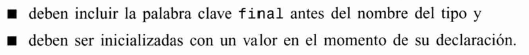 ■ deben incluir la palabra clave final antes del nombre del tipo y
■ deben ser inicializadas con un valor en el momento de su declaración.